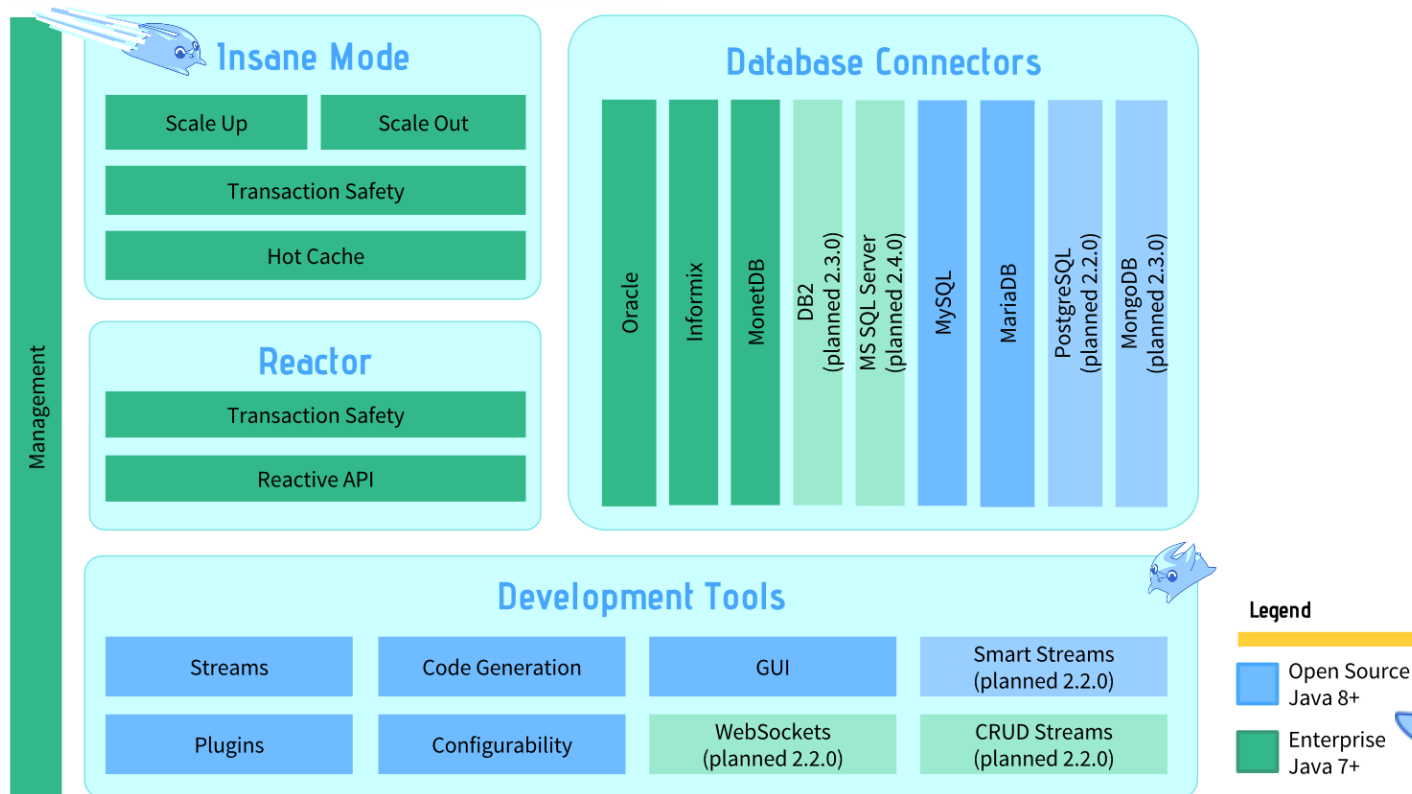 Management
Insane Mode
Scale Up
Scale Out
Transaction Safety
Hot Cache
Reactor
Transaction Safety
Reactive API
Database Connectors
Oracle
Informix
MonetDB
DB2
(planned 2.3.0)
MS SQL Server
(planned 2.4.0)
MySQL
MariaDB
PostgreSQL
(planned 2.2.0)
MongoDB
(planned 2.3.0)
Development Tools
Streams
Code Generation
GUI
Smart Streams
(planned 2.2.0)
Plugins
Configurability
WebSockets
(planned 2.2.0)
CRUD Streams
(planned 2.2.0)
Legend
Open Source
Java 8+
Enterprise
Java 7+